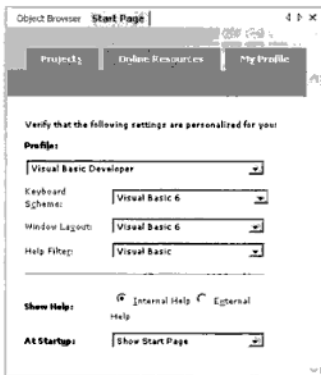 Object Browser Start Page
Projects Online Resources My Profile
Verify that the following settings are personalized for you:
Profile:
Visual Basic Developer
Keyboard Scheme: Visual Basic 6
Window Layout: Visual Basic 6
Help Filter: Visual Basic
Show Help: Internal Help External Help
At Startup: Show Start Page